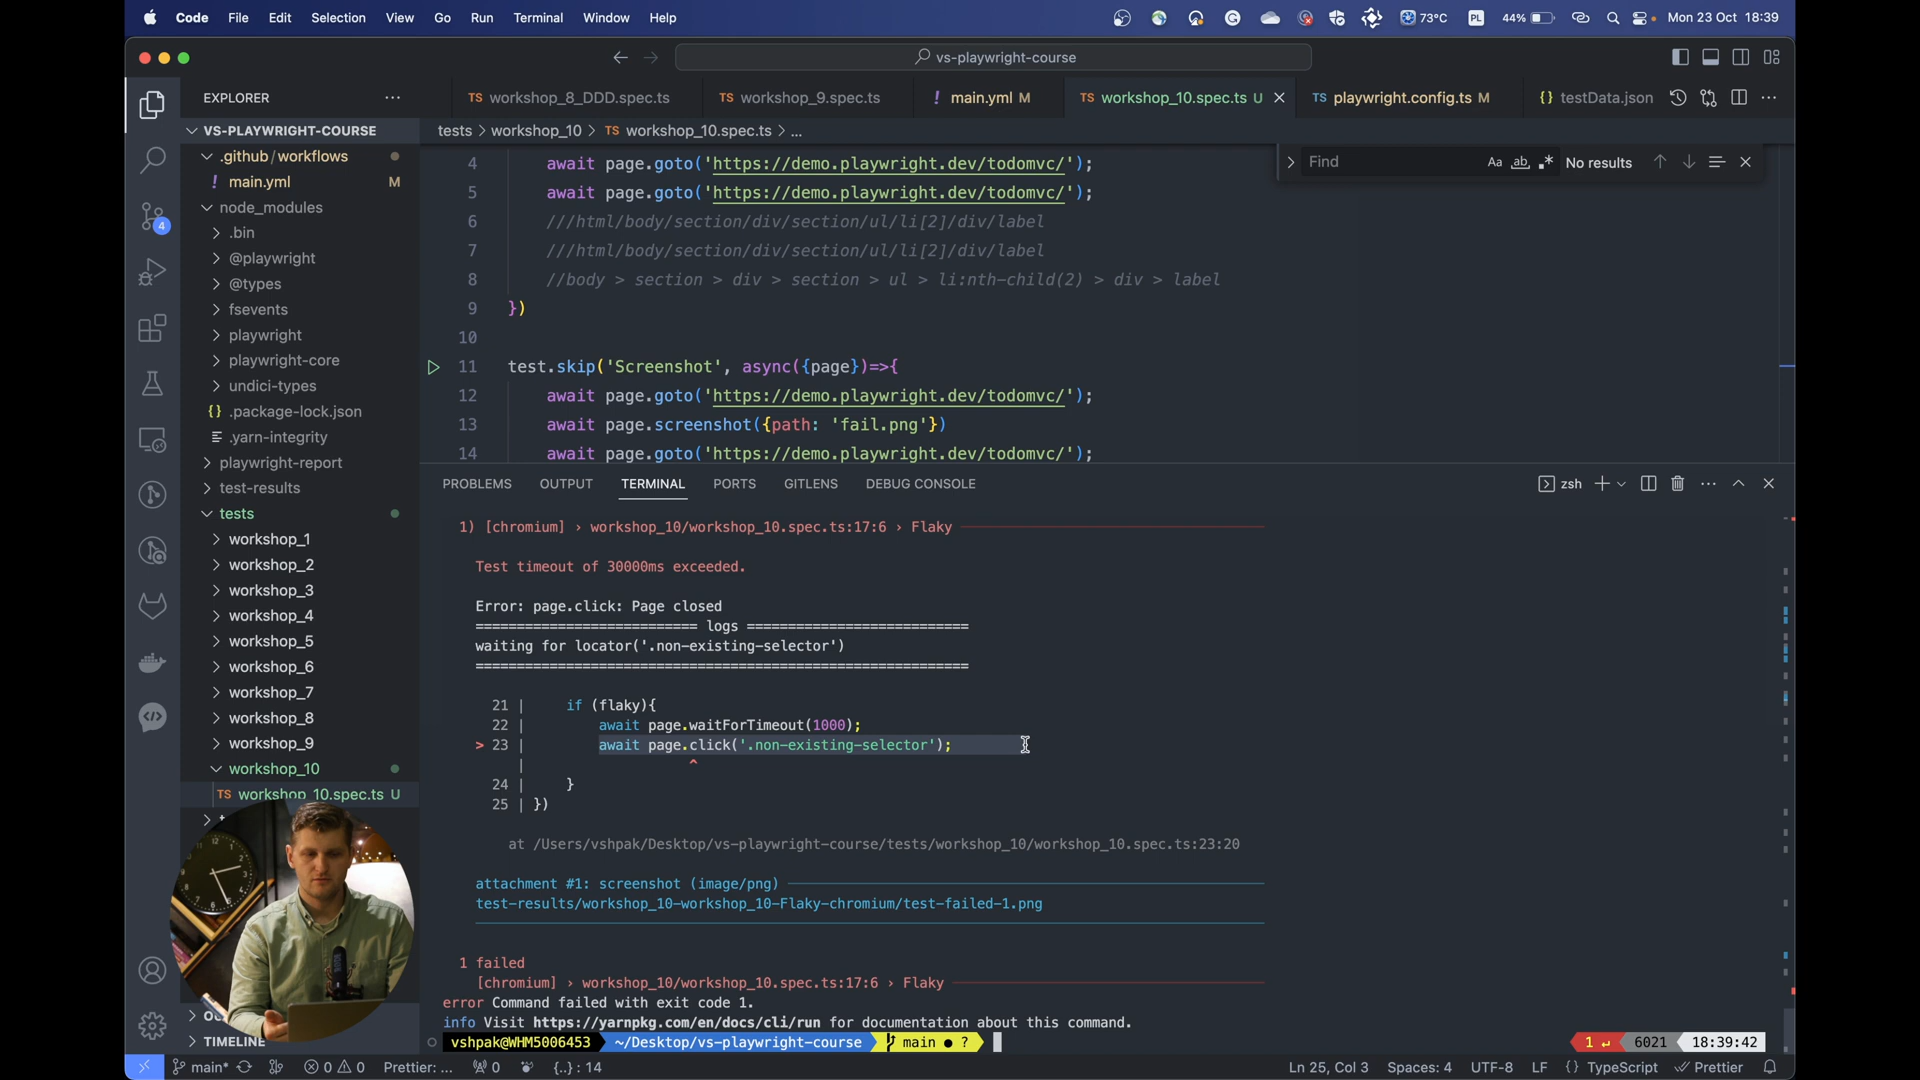 Code File Edit Selection View Go Run Terminal Window Help
73°C PL 44% Mon 23 Oct 18:39
vs-playwright-course
EXPLORER
TS workshop_8_DDD.spec.ts TS workshop_9.spec.ts ! main.yml M TS workshop_10.spec.ts U TS playwright.config.ts M {} testData.json
tests > workshop_10 > TS workshop_10.spec.ts > ...
VS-PLAYWRIGHT-COURSE
.github/workflows
! main.yml M
node_modules
.bin
@playwright
@types
fsevents
playwright
playwright-core
undici-types
{} .package-lock.json
.yarn-integrity
playwright-report
test-results
tests
workshop_1
workshop_2
workshop_3
workshop_4
workshop_5
workshop_6
workshop_7
workshop_8
workshop_9
workshop_10
TS workshop_10.spec.ts U
TIMELINE
4
Find Aa ab No results
4 await page.goto('https://demo.playwright.dev/todomvc/');
5 await page.goto('https://demo.playwright.dev/todomvc/');
6 ///html/body/section/div/section/ul/li[2]/div/label
7 ///html/body/section/div/section/ul/li[2]/div/label
8 //body > section > div > section > ul > li:nth-child(2) > div > label
9 })
10
11 test.skip('Screenshot', async({page})=>{
12 await page.goto('https://demo.playwright.dev/todomvc/');
13 await page.screenshot({path: 'fail.png'})
14 await page.goto('https://demo.playwright.dev/todomvc/');
PROBLEMS OUTPUT TERMINAL PORTS GITLENS DEBUG CONSOLE
zsh
1) [chromium] › workshop_10/workshop_10.spec.ts:17:6 › Flaky
Test timeout of 30000ms exceeded.
Error: page.click: Page closed
=========================== logs ===========================
waiting for locator('.non-existing-selector')
============================================================
21 | if (flaky){
22 | await page.waitForTimeout(1000);
> 23 | await page.click('.non-existing-selector');
| ^
24 | }
25 | })
at /Users/vshpak/Desktop/vs-playwright-course/tests/workshop_10/workshop_10.spec.ts:23:20
attachment #1: screenshot (image/png)
test-results/workshop_10-workshop_10-Flaky-chromium/test-failed-1.png
1 failed
[chromium] › workshop_10/workshop_10.spec.ts:17:6 › Flaky
error Command failed with exit code 1.
info Visit https://yarnpkg.com/en/docs/cli/run for documentation about this command.
vshpak@WHM5006453 ~/Desktop/vs-playwright-course main ● ? 1 ↵ 6021 18:39:42
main* 0 0 Prettier: ... 0 {..} : 14 Ln 25, Col 3 Spaces: 4 UTF-8 LF {} TypeScript Prettier